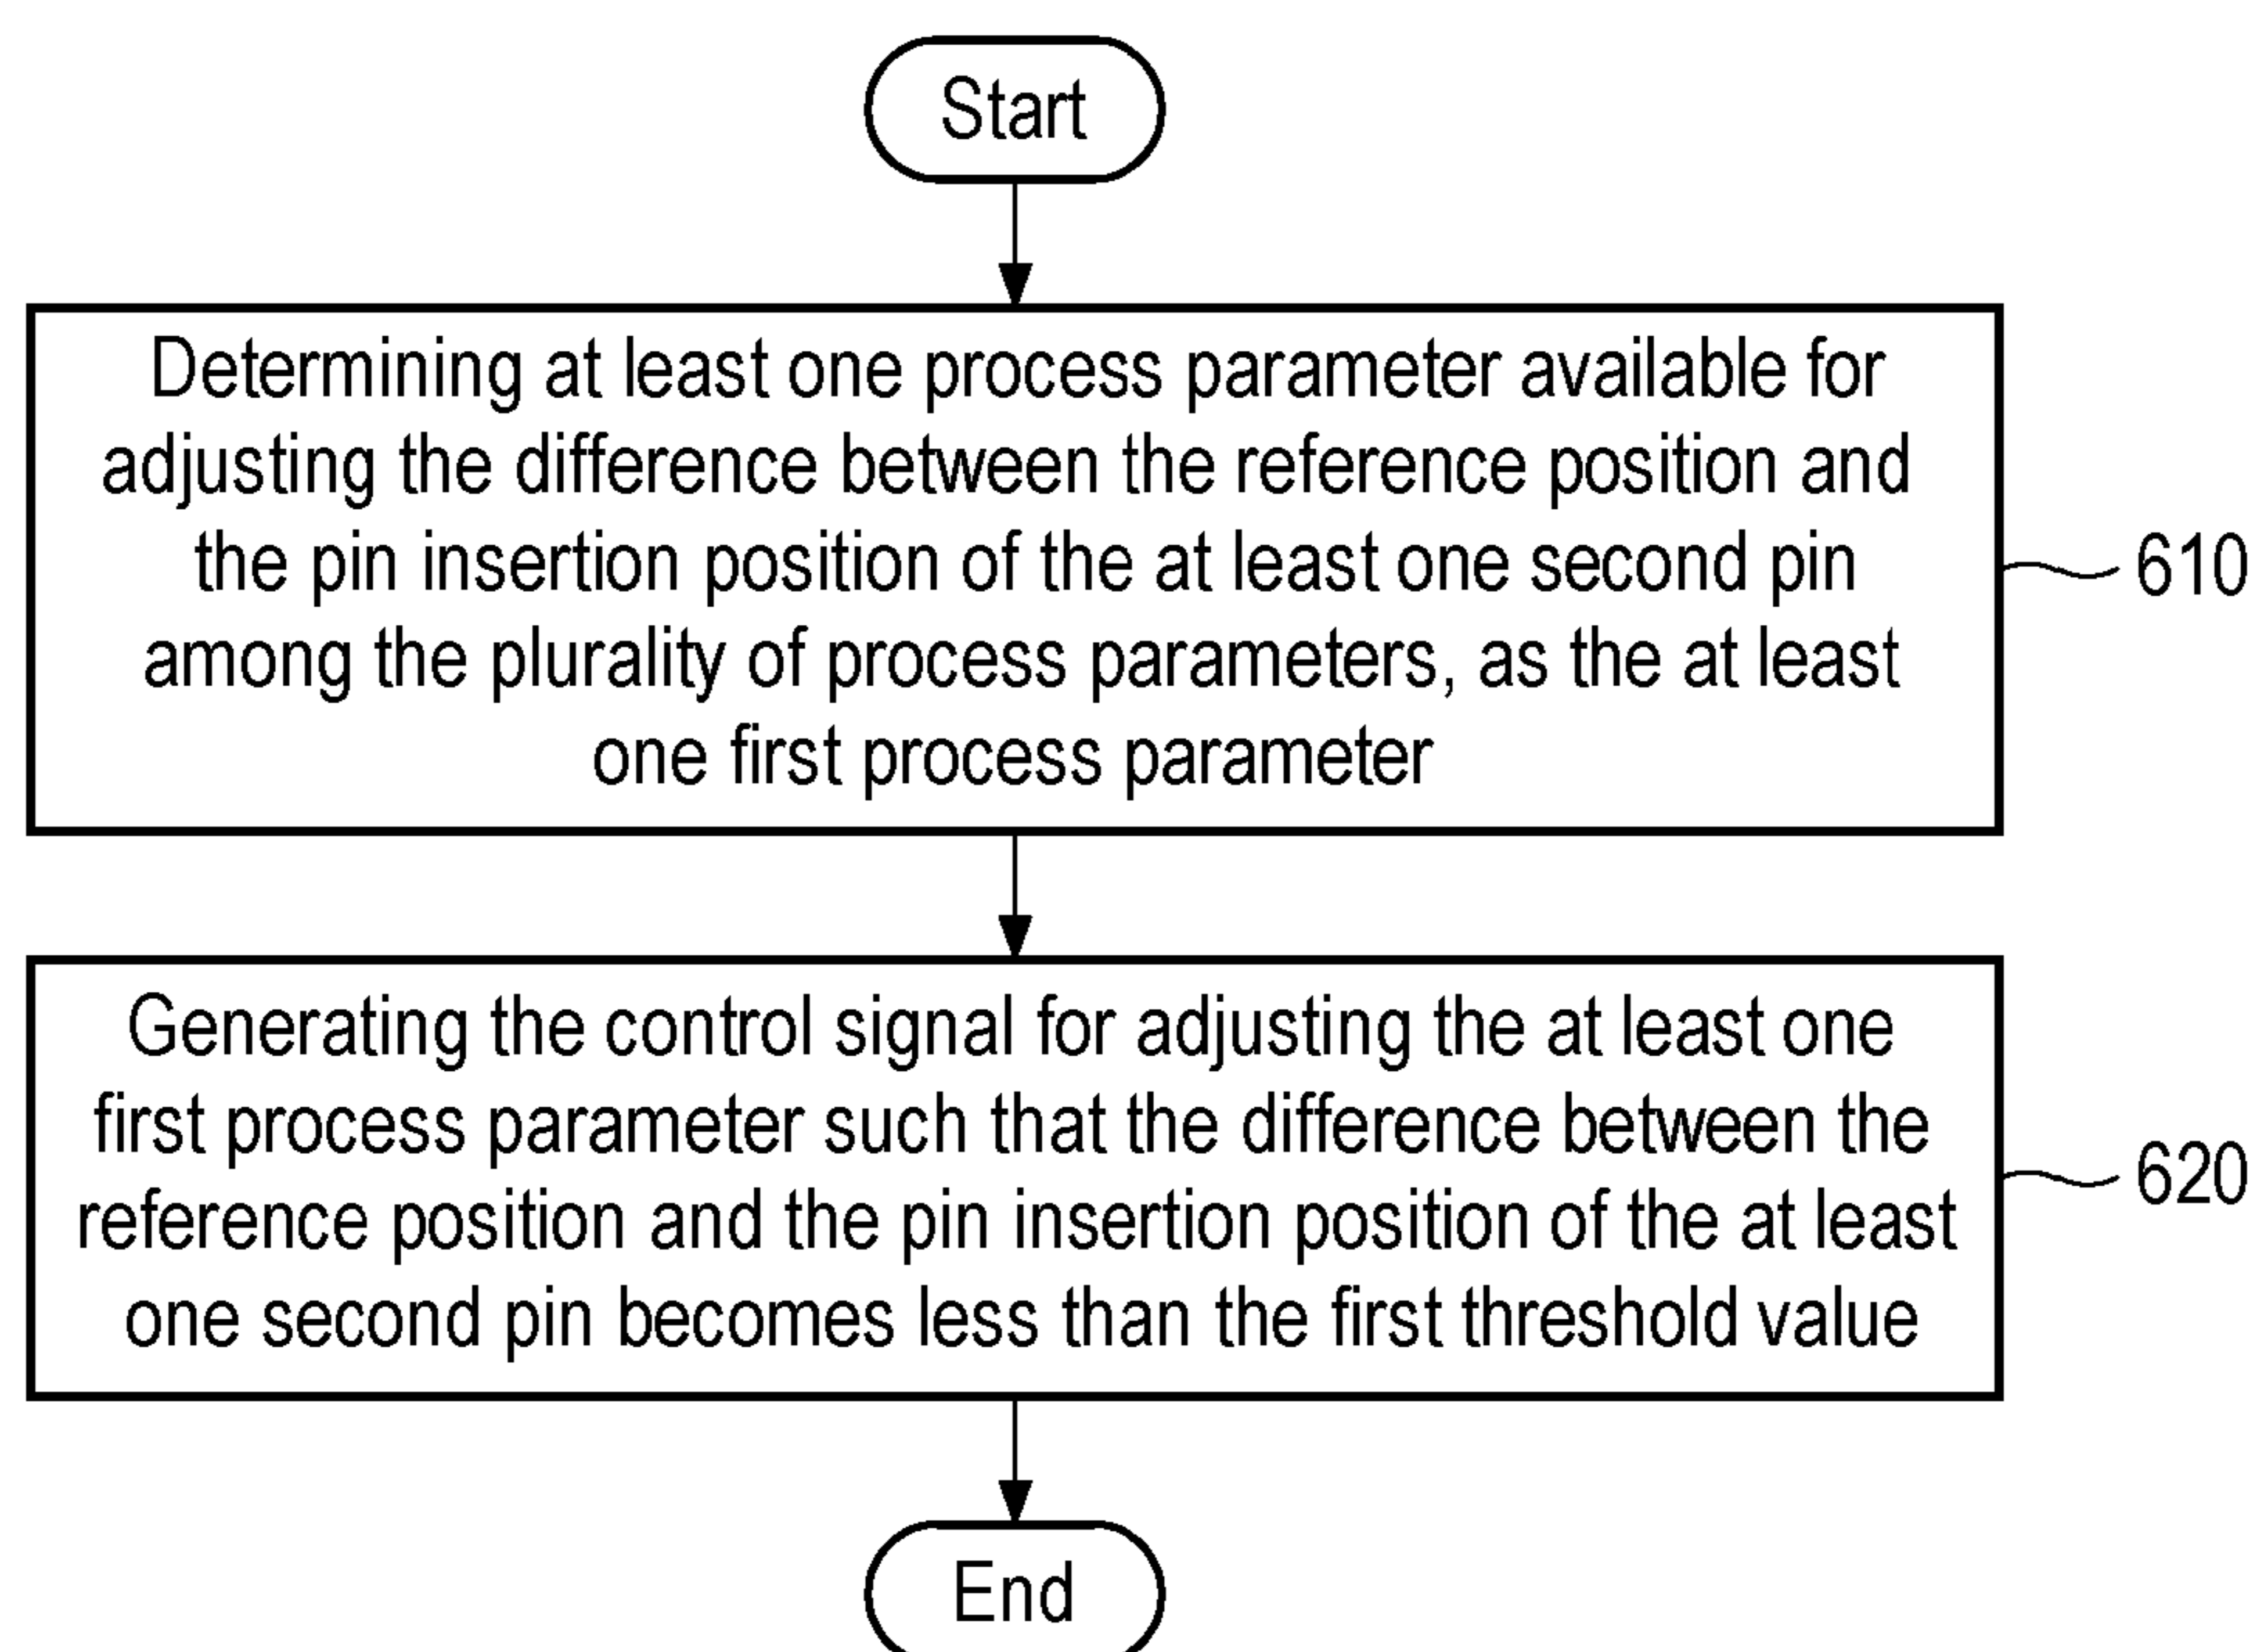 Start
Determining at least one process parameter available for
adjusting the difference between the reference position and
the pin insertion position of the at least one second pin
among the plurality of process parameters, as the at least
one first process parameter
610
Generating the control signal for adjusting the at least one
first process parameter such that the difference between the
reference position and the pin insertion position of the at least
one second pin becomes less than the first threshold value
620
End